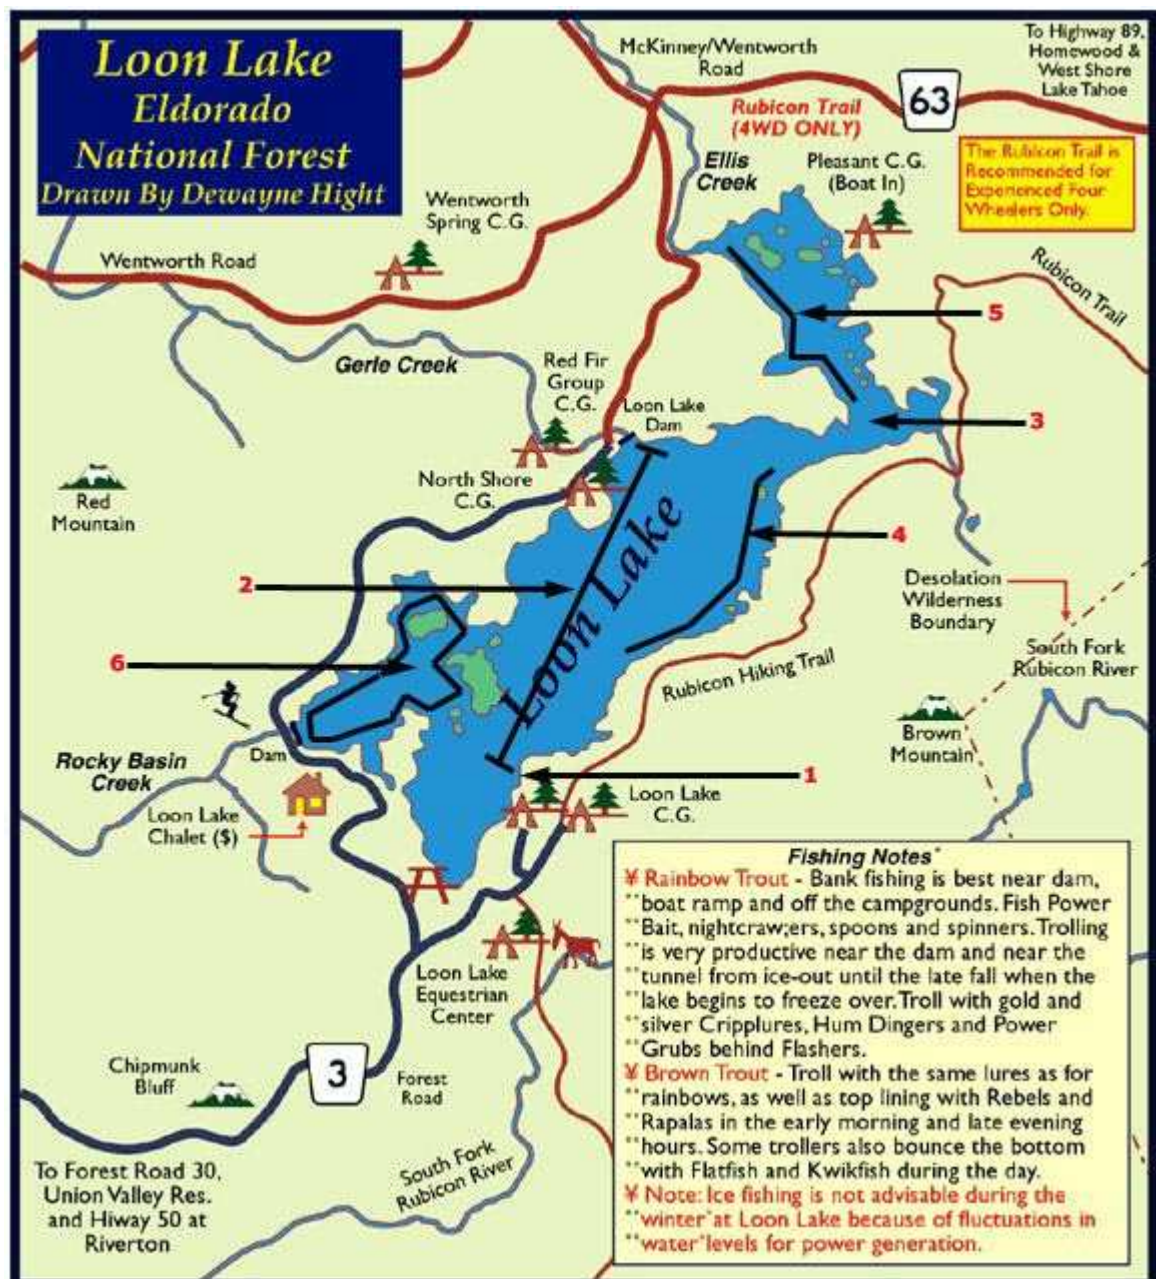 Loon Lake
Eldorado
National Forest
Drawn By Dewayne Hight
McKinney/Wentworth
Road
To Highway 89,
Homewood &
West Shore
Lake Tahoe
63
Rubicon Trail
(4WD ONLY)
The Rubicon Trail is
Recommended for
Experienced Four
Wheelers Only.
Ellis
Creek
Pleasant C.G.
(Boat In)
Wentworth
Spring C.G.
Wentworth Road
Rubicon Trail
5
Gerle Creek
Red Fir
Group
C.G.
Loon Lake
Dam
3
North Shore
C.G.
Red
Mountain
Loon Lake
4
2
Desolation
Wilderness
Boundary
South Fork
Rubicon River
6
Rubicon Hiking Trail
Brown
Mountain
Dam
Rocky Basin
Creek
1
Loon Lake
Chalet ($)
Loon Lake
C.G.
Fishing Notes*
¥ Rainbow Trout - Bank fishing is best near dam,
¨boat ramp and off the campgrounds. Fish Power
¨Bait, nightcraw;ers, spoons and spinners. Trolling
¨is very productive near the dam and near the
¨tunnel from ice-out until the late fall when the
¨lake begins to freeze over. Troll with gold and
¨silver Cripplures, Hum Dingers and Power
¨Grubs behind Flashers.
¥ Brown Trout - Troll with the same lures as for
¨rainbows, as well as top lining with Rebels and
¨Rapalas in the early morning and late evening
¨hours. Some trollers also bounce the bottom
¨with Flatfish and Kwikfish during the day.
¥ Note: Ice fishing is not advisable during the
¨winter at Loon Lake because of fluctuations in
¨water levels for power generation.
Loon Lake
Equestrian
Center
Chipmunk
Bluff
3
Forest
Road
South Fork
Rubicon River
To Forest Road 30,
Union Valley Res.
and Hiway 50 at
Riverton